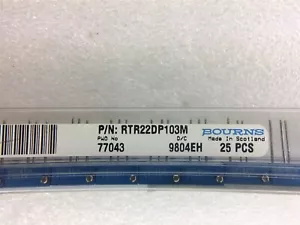 P/N: RTR22DP103M BOURNS
PWO No D/C Made In Scotland
77043 9804EH 25 PCS